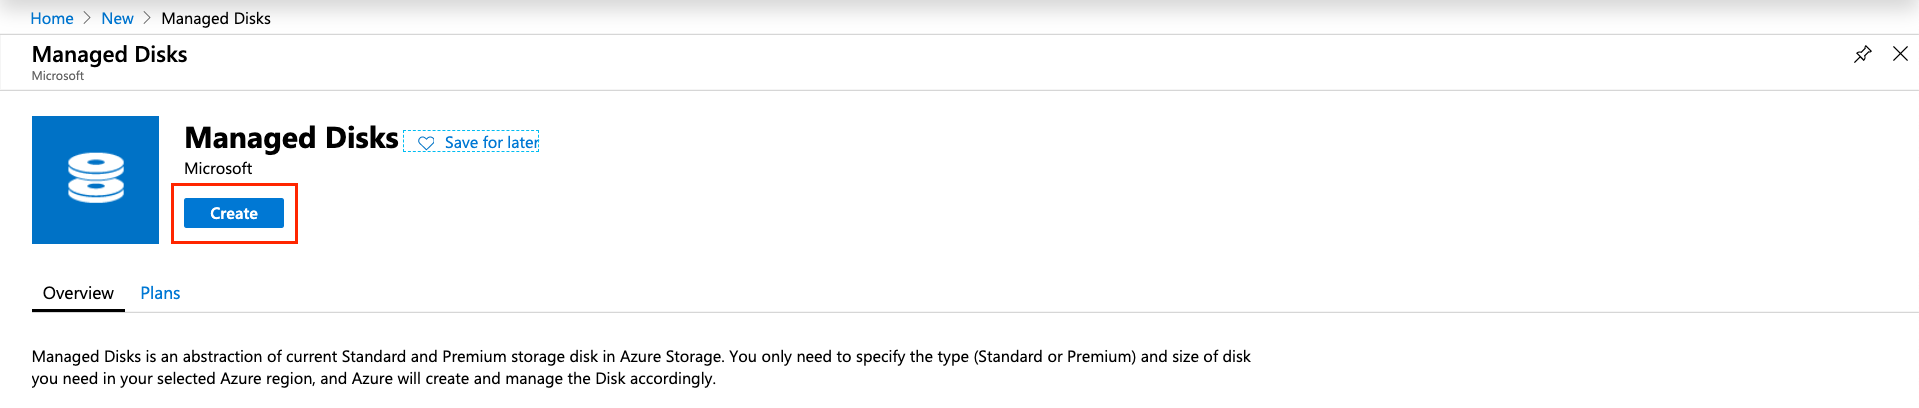 Home > New > Managed Disks
Managed Disks
Microsoft
Managed Disks Save for later
Microsoft
Create
Overview Plans
Managed Disks is an abstraction of current Standard and Premium storage disk in Azure Storage. You only need to specify the type (Standard or Premium) and size of disk
you need in your selected Azure region, and Azure will create and manage the Disk accordingly.